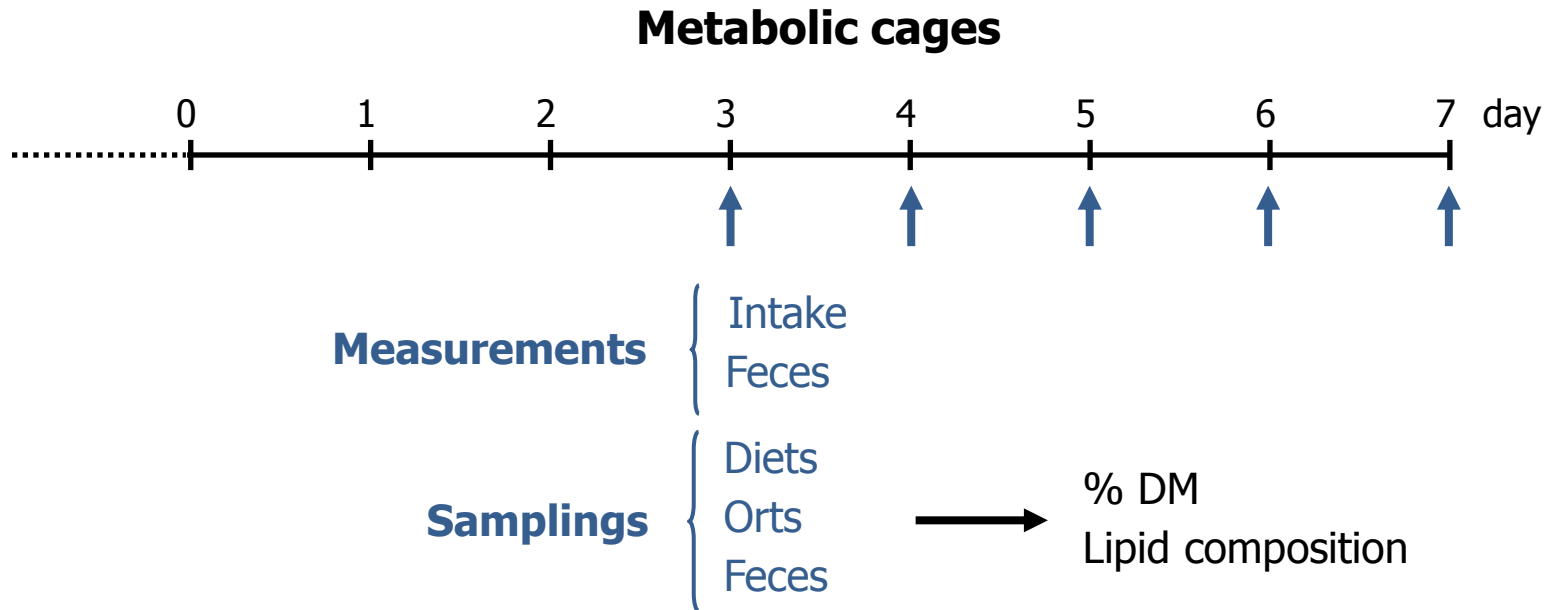 Metabolic cages
0 1 2 3 4 5 6 7 day
Measurements
Intake
Feces
Samplings
Diets
Orts
Feces
% DM
Lipid composition